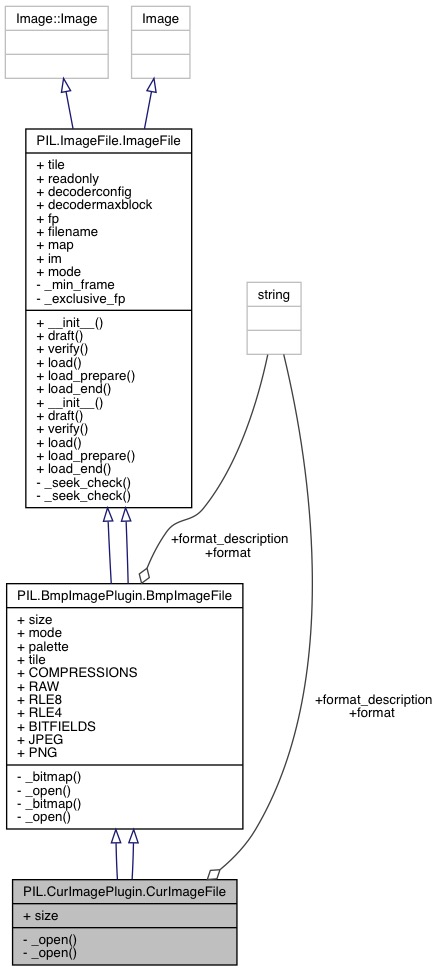 Image::Image
Image
PIL.ImageFile.ImageFile
+ tile
+ readonly
+ decoderconfig
+ decodermaxblock
+ fp
+ filename
+ map
+ im
+ mode
- _min_frame
- _exclusive_fp
+ __init__()
+ draft()
+ verify()
+ load()
+ load_prepare()
+ load_end()
+ __init__()
+ draft()
+ verify()
+ load()
+ load_prepare()
+ load_end()
- _seek_check()
- _seek_check()
string
+format_description
+format
PIL.BmpImagePlugin.BmpImageFile
+ size
+ mode
+ palette
+ tile
+ COMPRESSIONS
+ RAW
+ RLE8
+ RLE4
+ BITFIELDS
+ JPEG
+ PNG
- _bitmap()
- _open()
- _bitmap()
- _open()
+format_description
+format
PIL.CurImagePlugin.CurImageFile
+ size
- _open()
- _open()